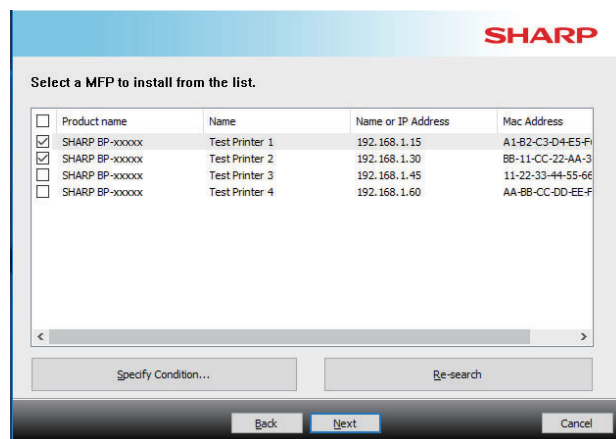 SHARP
Select a MFP to install from the list.
Product name Name Name or IP Address Mac Address
SHARP BP-xxxxx Test Printer 1 192.168.1.15 A1-B2-C3-D4-E5-F
SHARP BP-xxxxx Test Printer 2 192.168.1.30 BB-11-CC-22-AA-3
SHARP BP-xxxxx Test Printer 3 192.168.1.45 11-22-33-44-55-66
SHARP BP-xxxxx Test Printer 4 192.168.1.60 AA-BB-CC-DD-EE-F
Specify Condition... Re-search
Back Next Cancel